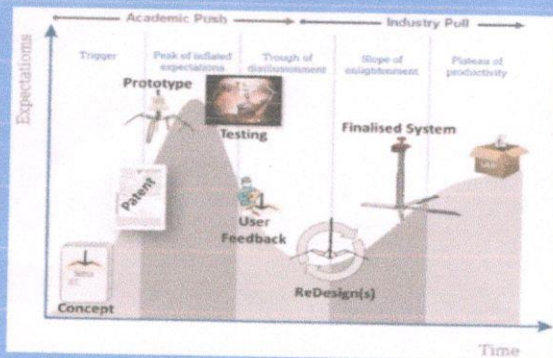 Academic Push
Industry Pull
Trigger
Peak of inflated
expectations
Trough of
disillusionment
Slope of
enlightenment
Plateau of
productivity
Expectations
Prototype
Testing
Finalised System
Patent
User
Feedback
ReDesign(s)
Concept
Time